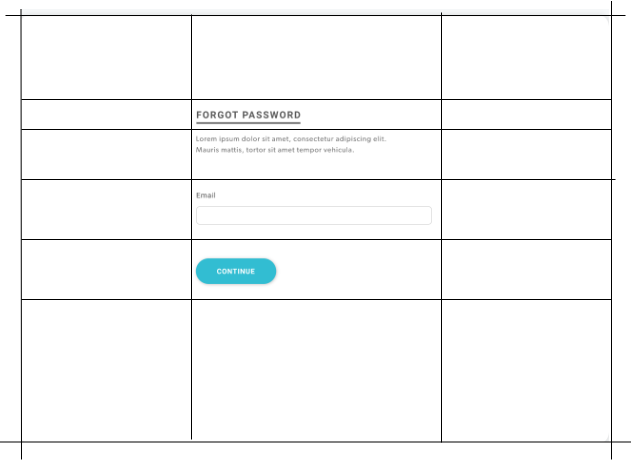 FORGOT PASSWORD
Lorem ipsum dolor sit amet, consectetur adipiscing elit.
Mauris mattis, tortor sit amet tempor vehicula.
Email
CONTINUE